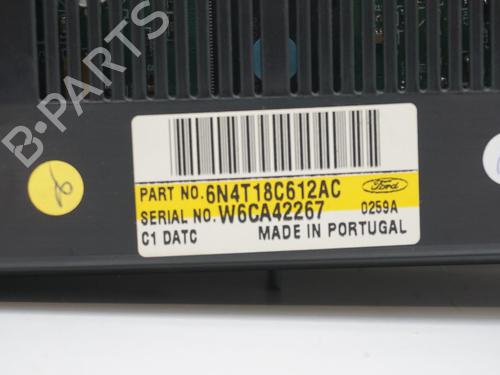 B-PARTS
PART NO. 6N4T18C612AC Ford
SERIAL NO. W6CA42267 0259A
C1 DATC MADE IN PORTUGAL